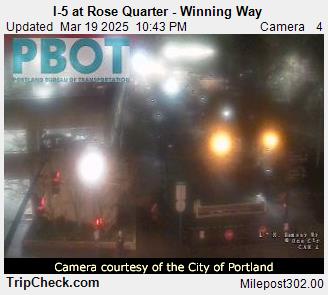 I-5 at Rose Quarter - Winning Way
Updated Mar 19 2025 10:43 PM Camera 4
PBOT
PORTLAND BUREAU OF TRANSPORTATION
Camera courtesy of the City of Portland
TripCheck.com Milepost302.00